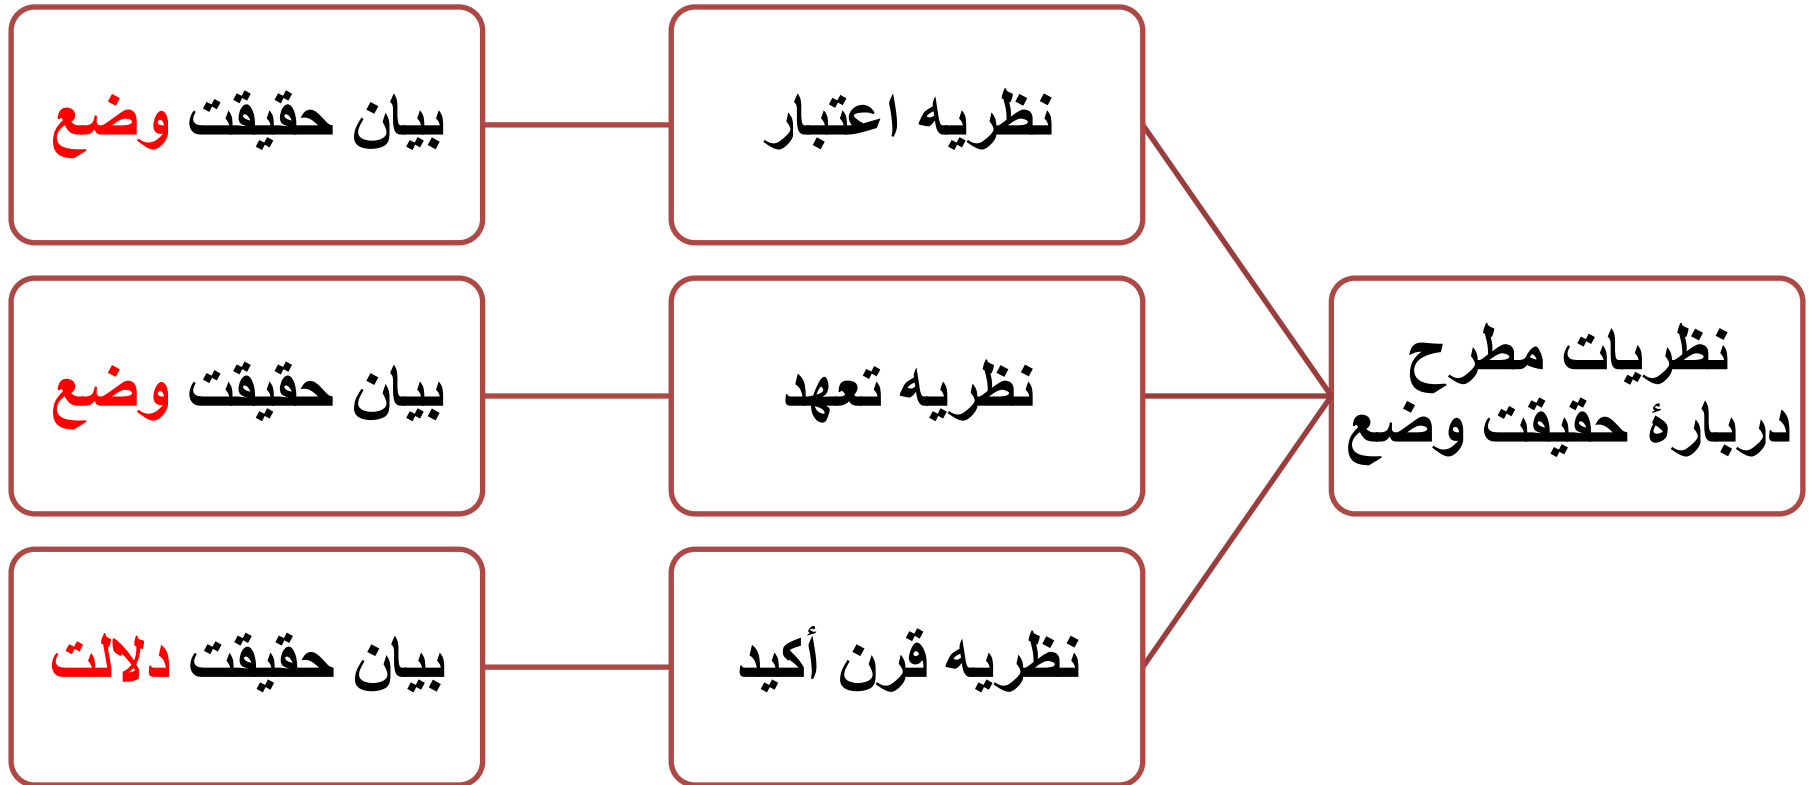 نظریات مطرح
دربارۀ حقیقت وضع
نظریه اعتبار
بیان حقیقت وضع
نظریه تعهد
بیان حقیقت وضع
نظریه قرن أکید
بیان حقیقت دلالت